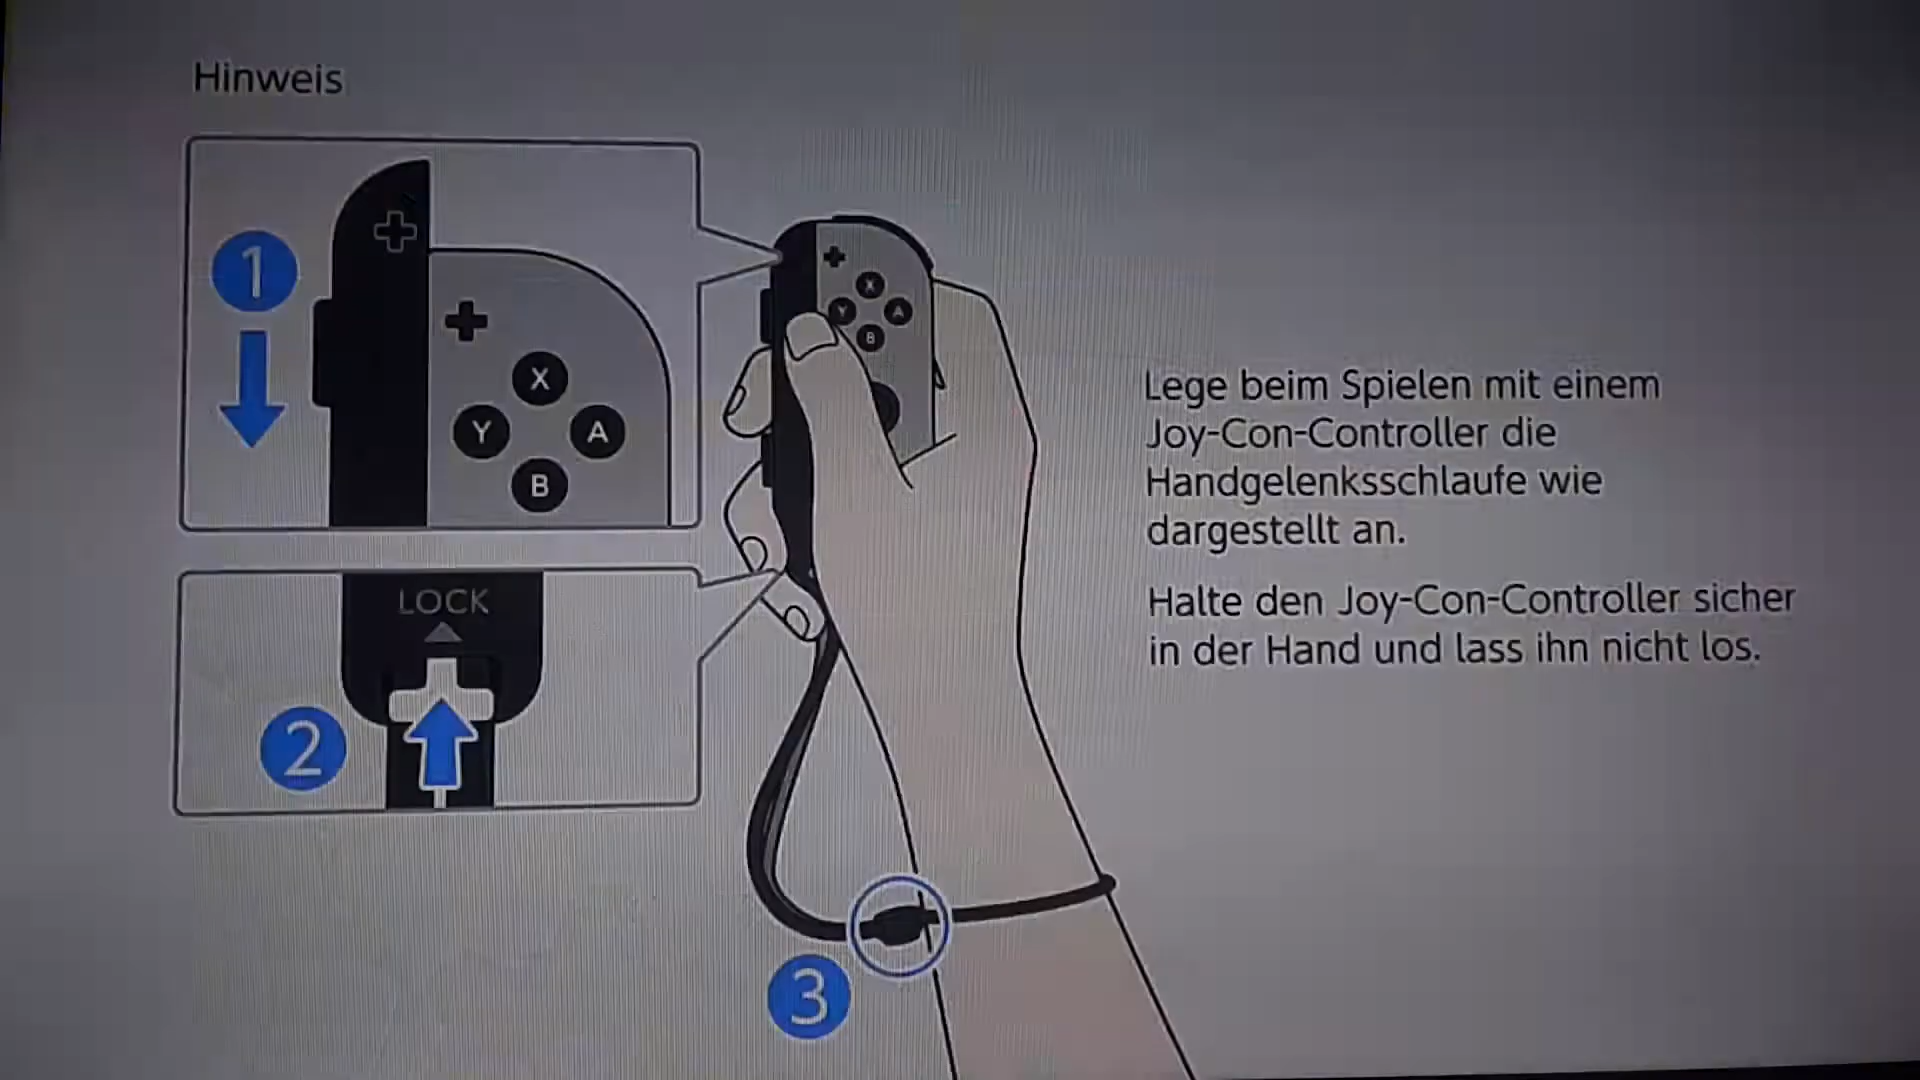 Hinweis
1
X
Y
A
B
X
Y
A
B
LOCK
2
3
Lege beim Spielen mit einem
Joy-Con-Controller die
Handgelenksschlaufe wie
dargestellt an.
Halte den Joy-Con-Controller sicher
in der Hand und lass ihn nicht los.